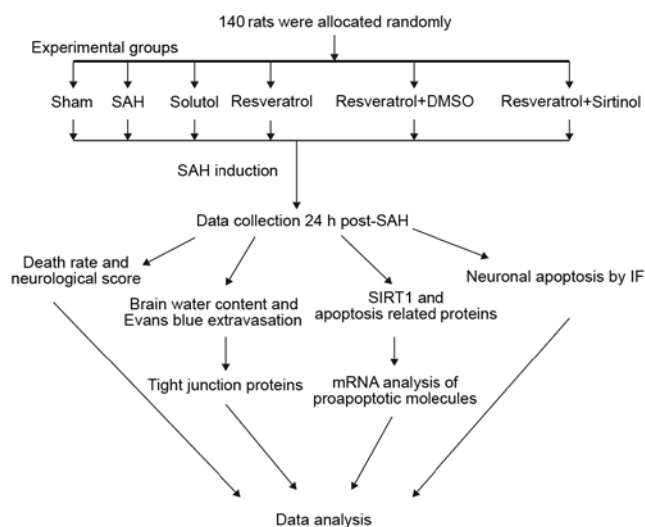 140 rats were allocated randomly
Experimental groups
Sham
SAH
Solutol
Resveratrol
Resveratrol+DMSO
Resveratrol+Sirtinol
SAH induction
Data collection 24 h post-SAH
Death rate and
neurological score
Brain water content and
Evans blue extravasation
SIRT1 and
apoptosis related proteins
Neuronal apoptosis by IF
Tight junction proteins
mRNA analysis of
proapoptotic molecules
Data analysis